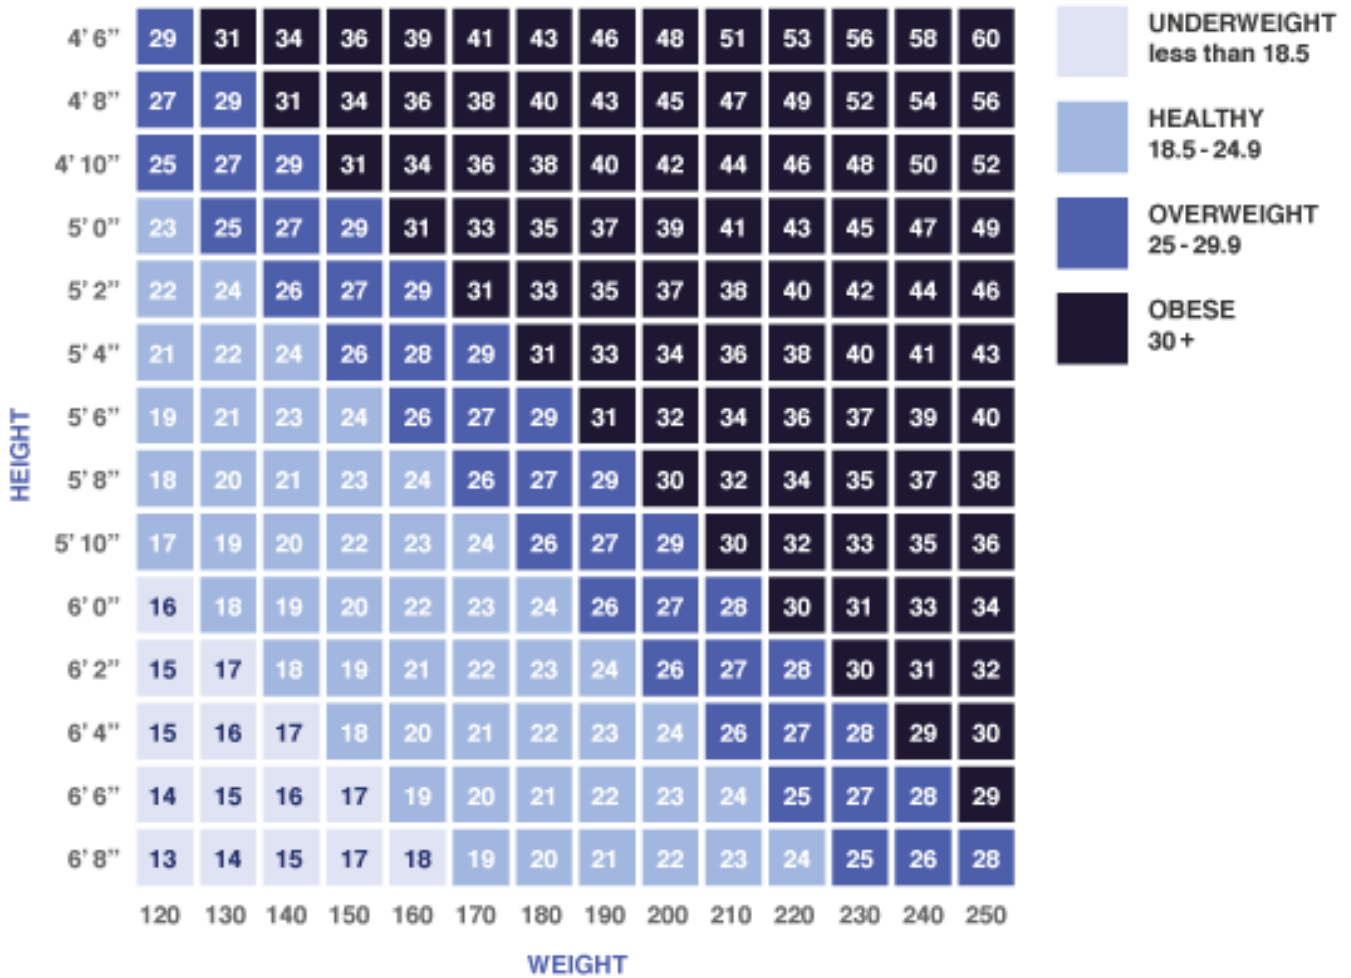 4' 6" 29 31 34 36 39 41 43 46 48 51 53 56 58 60
4' 8" 27 29 31 34 36 38 40 43 45 47 49 52 54 56
4' 10" 25 27 29 31 34 36 38 40 42 44 46 48 50 52
5' 0" 23 25 27 29 31 33 35 37 39 41 43 45 47 49
5' 2" 22 24 26 27 29 31 33 35 37 38 40 42 44 46
5' 4" 21 22 24 26 28 29 31 33 34 36 38 40 41 43
5' 6" 19 21 23 24 26 27 29 31 32 34 36 37 39 40
5' 8" 18 20 21 23 24 26 27 29 30 32 34 35 37 38
5' 10" 17 19 20 22 23 24 26 27 29 30 32 33 35 36
6' 0" 16 18 19 20 22 23 24 26 27 28 30 31 33 34
6' 2" 15 17 18 19 21 22 23 24 26 27 28 30 31 32
6' 4" 15 16 17 18 20 21 22 23 24 26 27 28 29 30
6' 6" 14 15 16 17 19 20 21 22 23 24 25 27 28 29
6' 8" 13 14 15 17 18 19 20 21 22 23 24 25 26 28
120 130 140 150 160 170 180 190 200 210 220 230 240 250
HEIGHT
WEIGHT
UNDERWEIGHT
less than 18.5
HEALTHY
18.5 - 24.9
OVERWEIGHT
25 - 29.9
OBESE
30 +